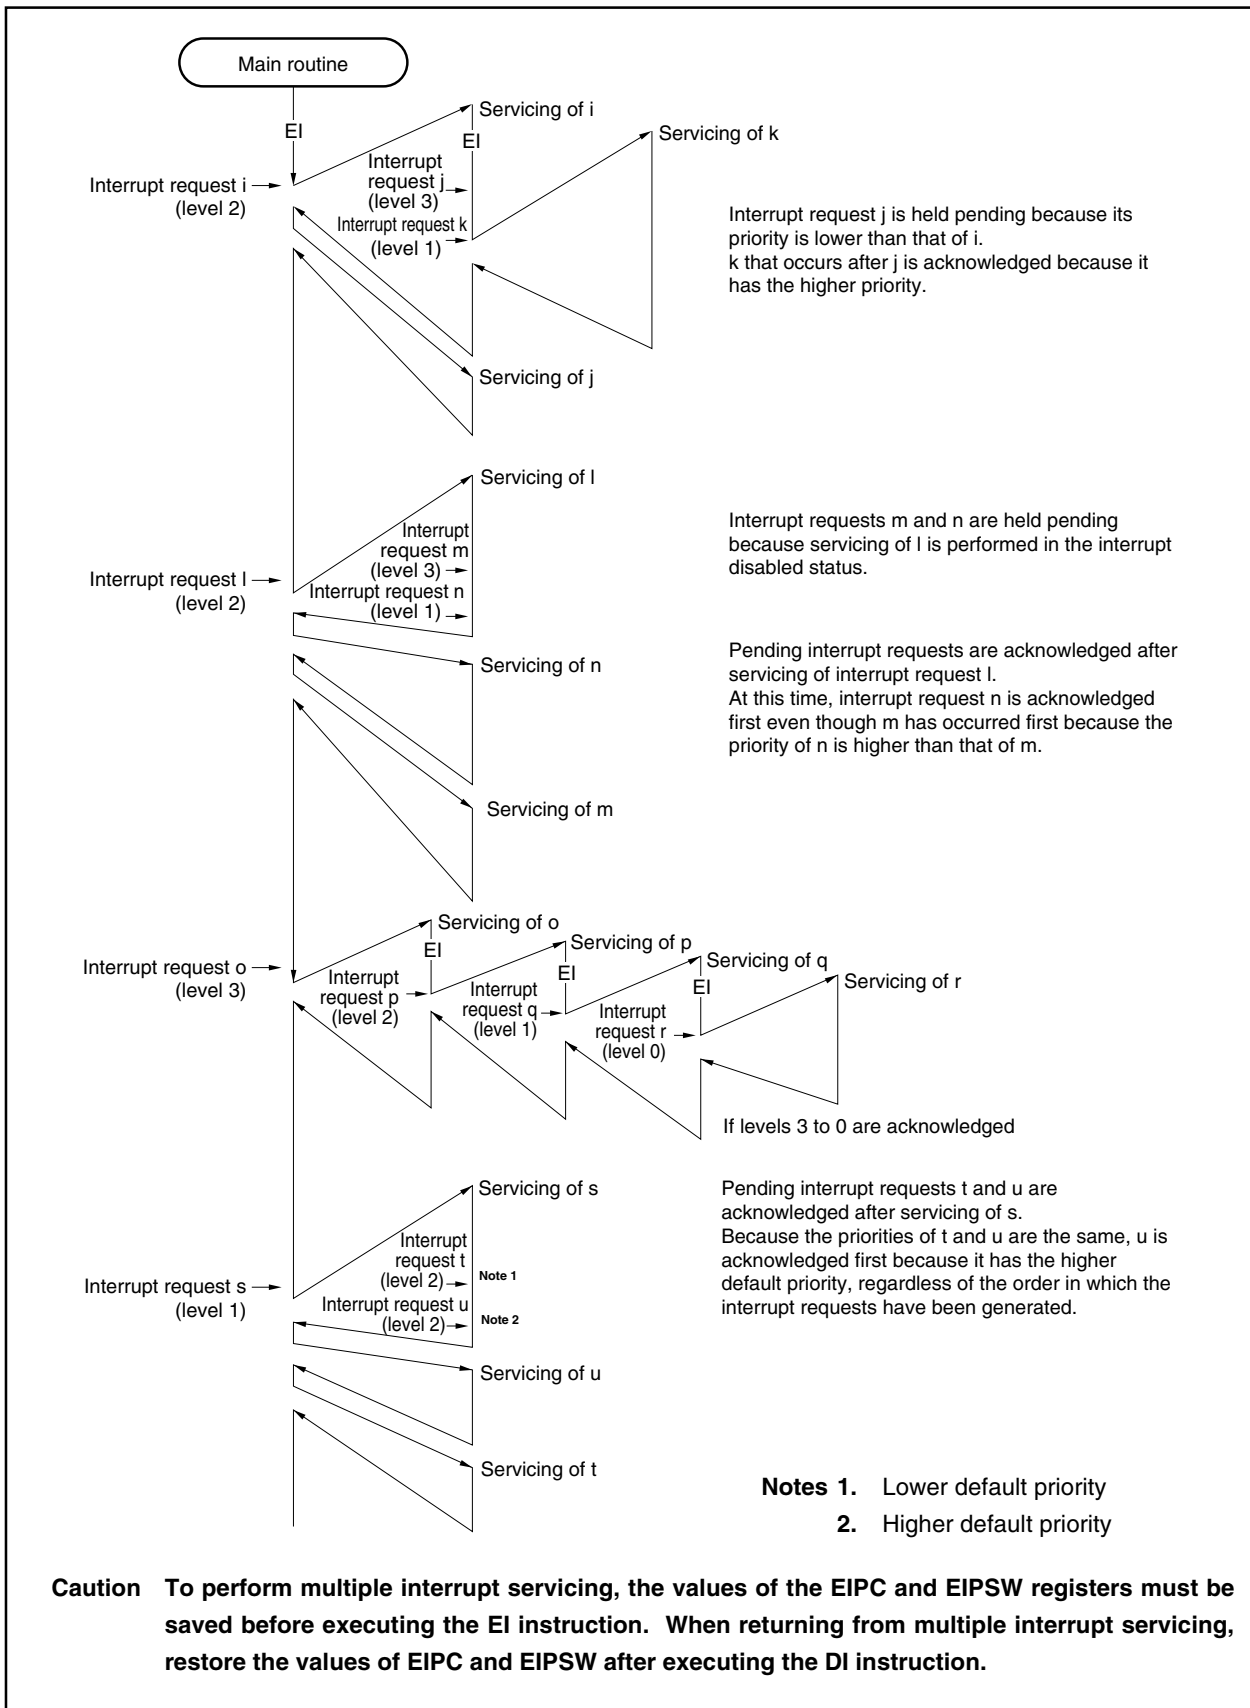 Main routine
EI
Servicing of i
EI
Servicing of k
Interrupt
request j
(level 3)
Interrupt request i
(level 2)
Interrupt request k
(level 1)
Interrupt request j is held pending because its
priority is lower than that of i.
k that occurs after j is acknowledged because it
has the higher priority.
Servicing of j
Servicing of l
Interrupt
request m
(level 3)
Interrupt request l
(level 2)
Interrupt request n
(level 1)
Interrupt requests m and n are held pending
because servicing of l is performed in the interrupt
disabled status.
Servicing of n
Pending interrupt requests are acknowledged after
servicing of interrupt request l.
At this time, interrupt request n is acknowledged
first even though m has occurred first because the
priority of n is higher than that of m.
Servicing of m
Servicing of o
EI
Servicing of p
EI
Servicing of q
EI
Servicing of r
Interrupt request o
(level 3)
Interrupt
request p
(level 2)
Interrupt
request q
(level 1)
Interrupt
request r
(level 0)
If levels 3 to 0 are acknowledged
Servicing of s
Interrupt
request t
(level 2)
Note 1
Interrupt request s
(level 1)
Interrupt request u
(level 2)
Note 2
Pending interrupt requests t and u are
acknowledged after servicing of s.
Because the priorities of t and u are the same, u is
acknowledged first because it has the higher
default priority, regardless of the order in which the
interrupt requests have been generated.
Servicing of u
Servicing of t
Notes 1. Lower default priority
2. Higher default priority
Caution To perform multiple interrupt servicing, the values of the EIPC and EIPSW registers must be
saved before executing the EI instruction. When returning from multiple interrupt servicing,
restore the values of EIPC and EIPSW after executing the DI instruction.